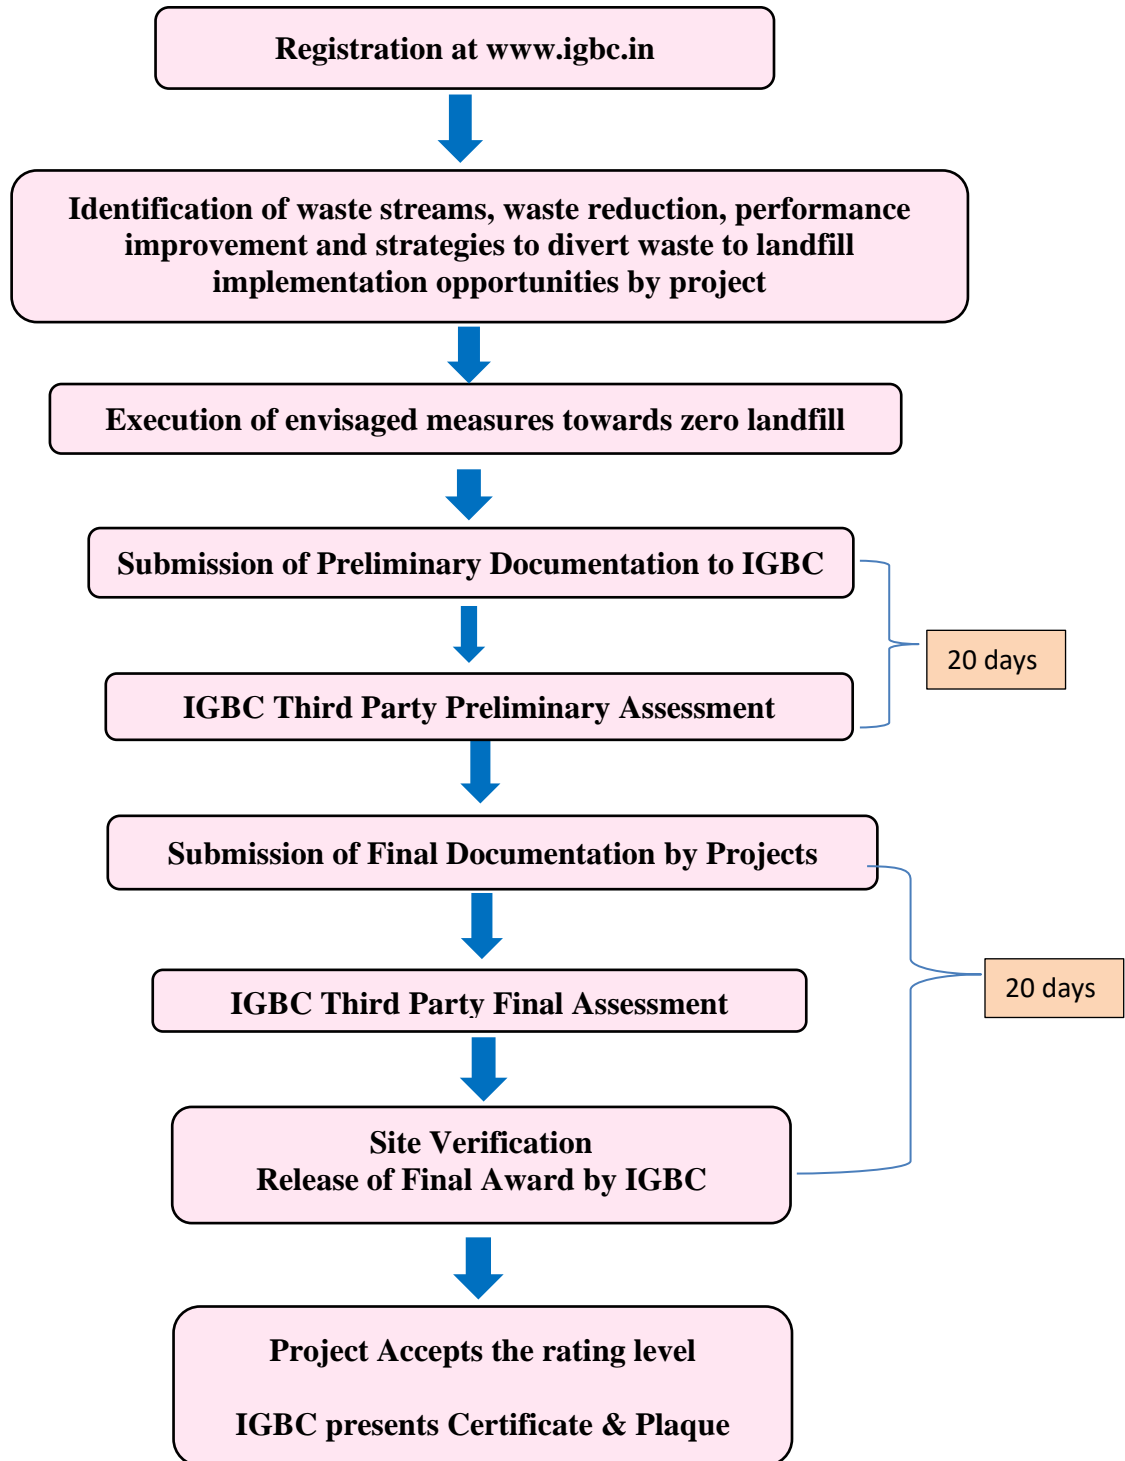 Registration at www.igbc.in
Identification of waste streams, waste reduction, performance
improvement and strategies to divert waste to landfill
implementation opportunities by project
Execution of envisaged measures towards zero landfill
Submission of Preliminary Documentation to IGBC
20 days
IGBC Third Party Preliminary Assessment
Submission of Final Documentation by Projects
20 days
IGBC Third Party Final Assessment
Site Verification
Release of Final Award by IGBC
Project Accepts the rating level
IGBC presents Certificate & Plaque